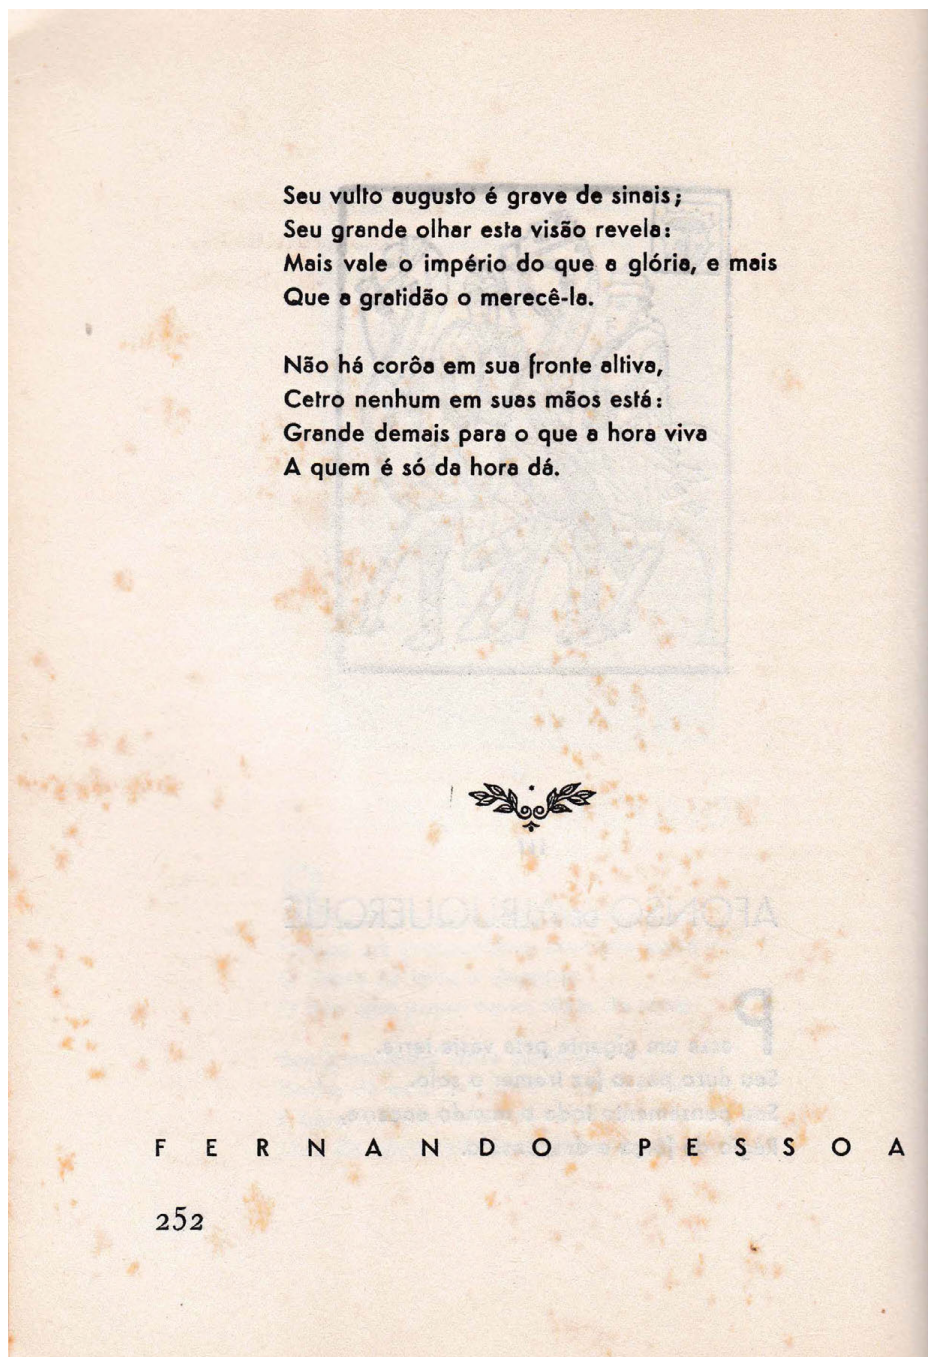 Seu vulto augusto é grave de sinais;
Seu grande olhar esta visão revela:
Mais vale o império do que a glória, e mais
Que a gratidão o merecê-la.

Não há corôa em sua fronte altiva,
Cetro nenhum em suas mãos está:
Grande demais para o que a hora viva
A quem é só da hora dá.

FERNANDO PESSOA
252